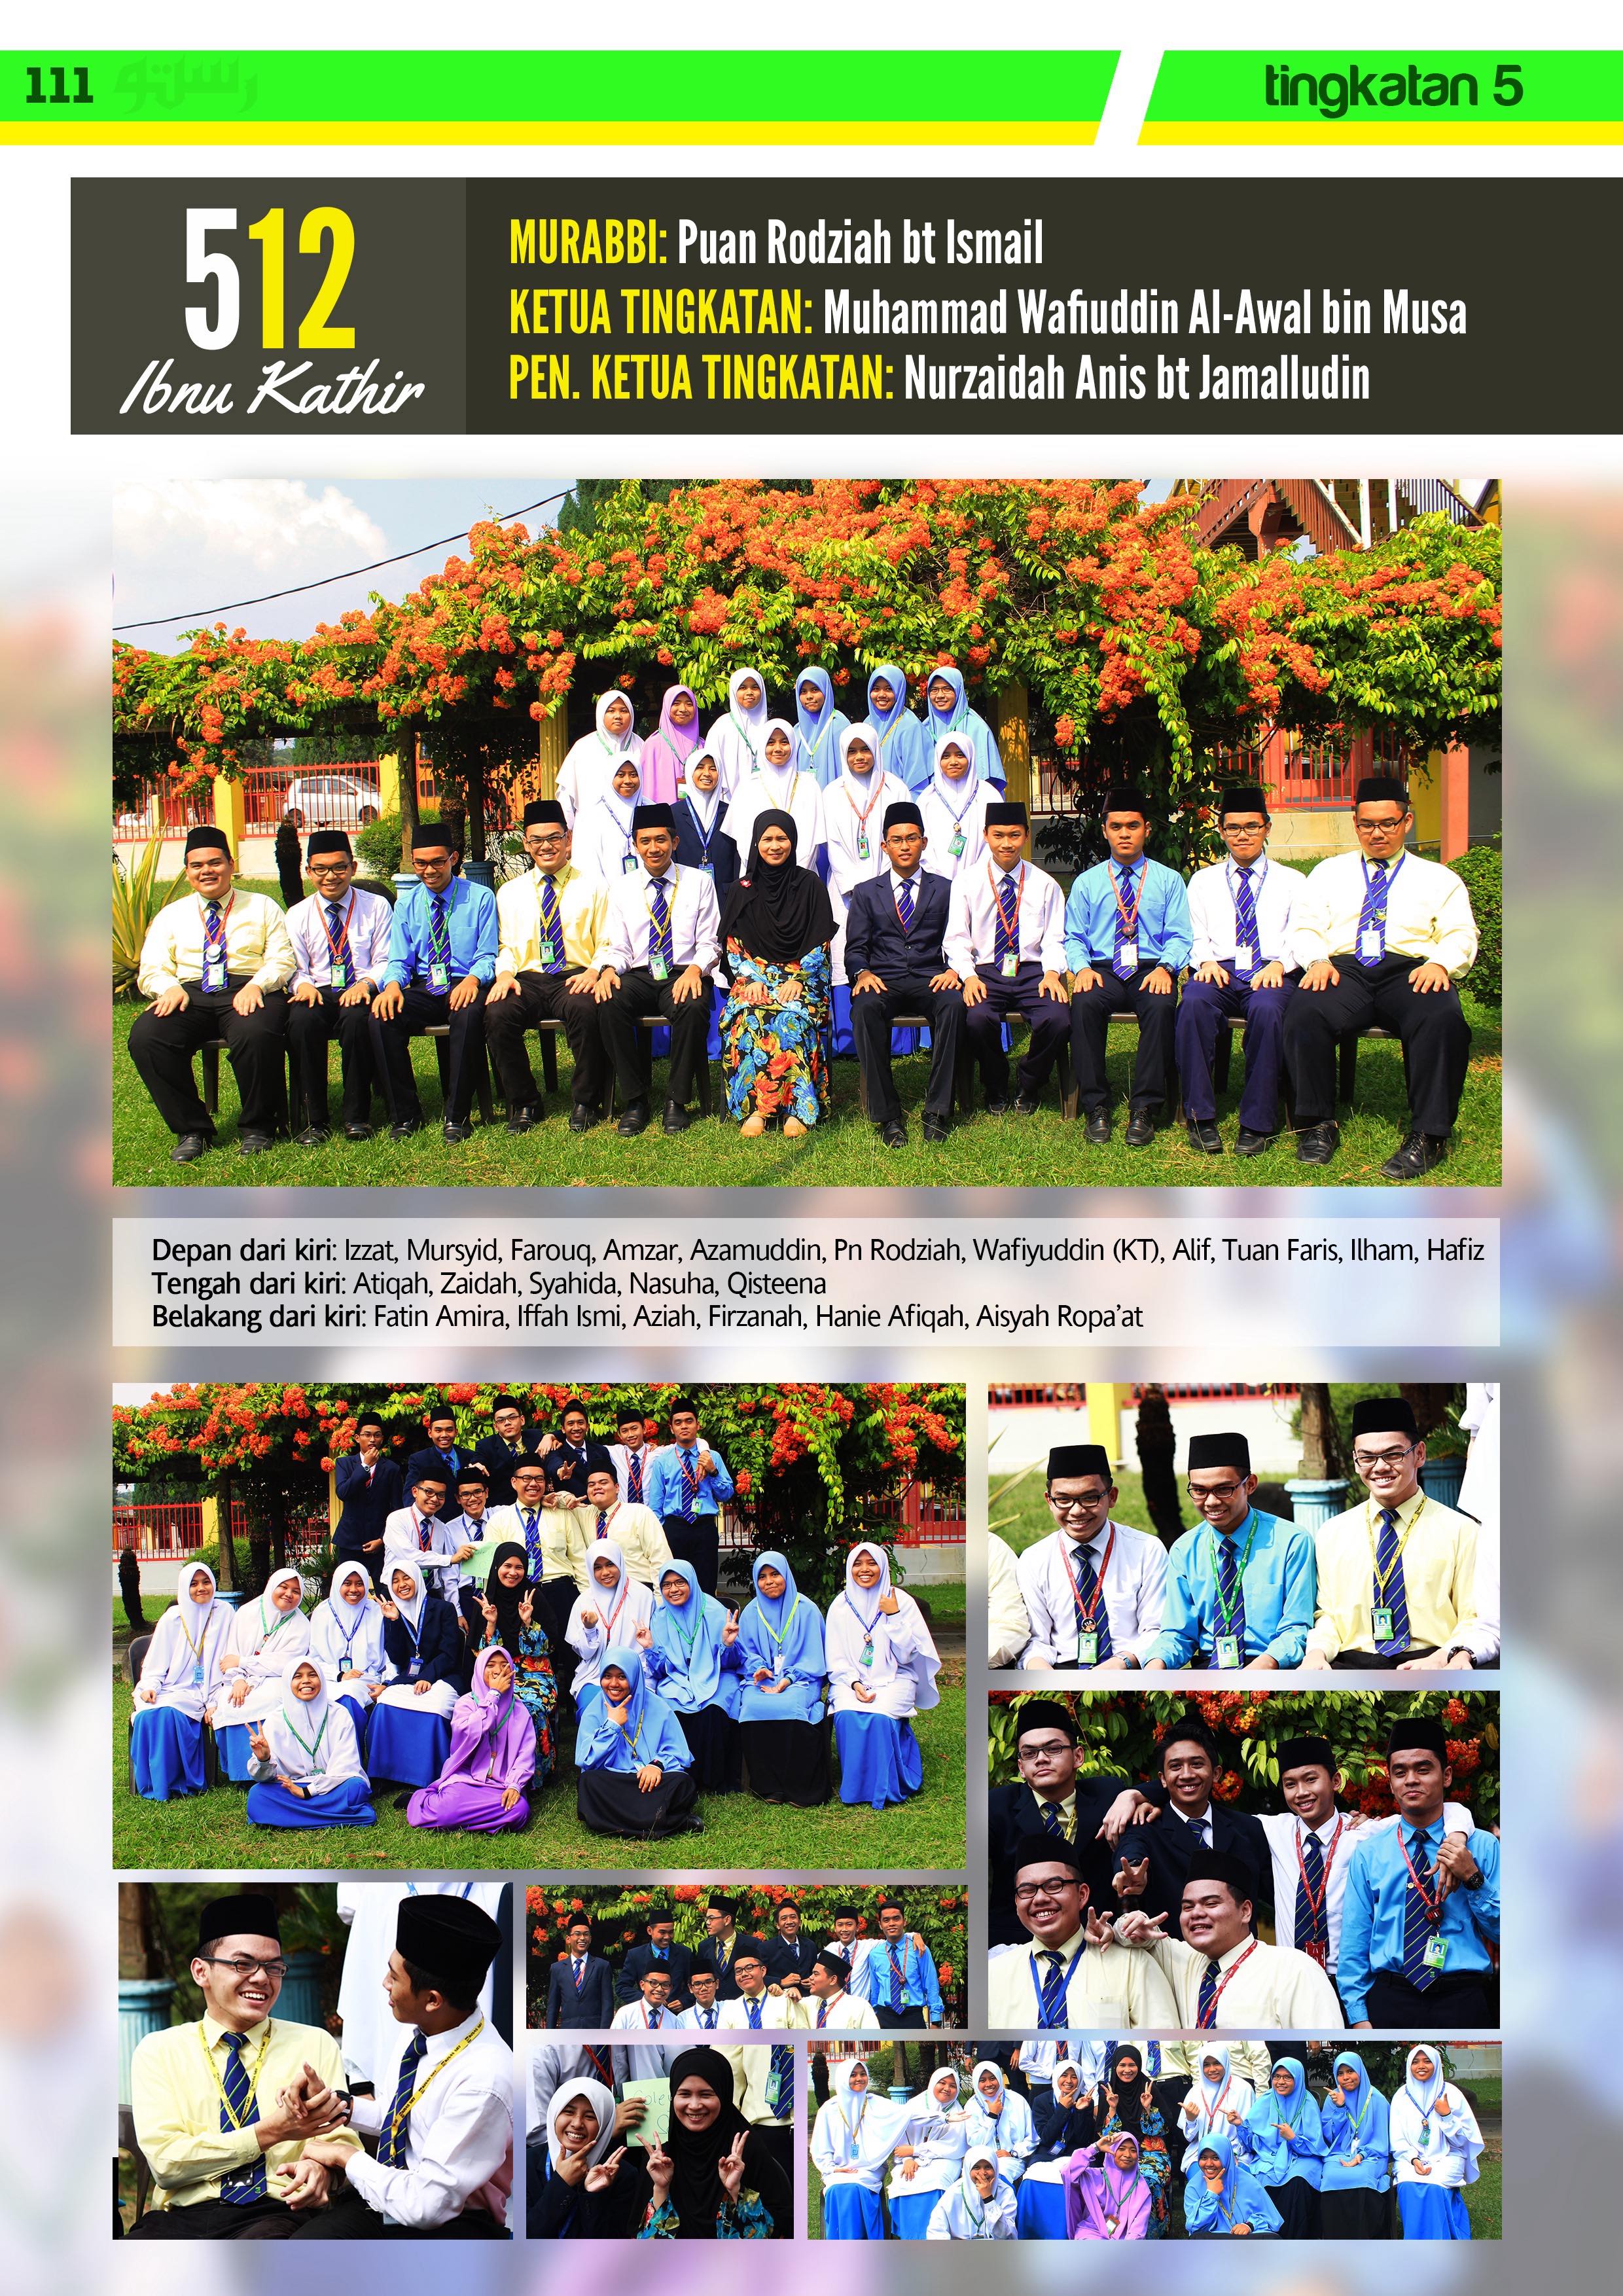 111 رستو
tingkatan 5
512
Ibnu Kathir
MURABBI: Puan Rodziah bt Ismail
KETUA TINGKATAN: Muhammad Wafiuddin Al-Awal bin Musa
PEN. KETUA TINGKATAN: Nurzaidah Anis bt Jamalludin
Depan dari kiri: Izzat, Mursyid, Farouq, Amzar, Azamuddin, Pn Rodziah, Wafiyuddin (KT), Alif, Tuan Faris, Ilham, Hafiz
Tengah dari kiri: Atiqah, Zaidah, Syahida, Nasuha, Qisteena
Belakang dari kiri: Fatin Amira, Iffah Ismi, Aziah, Firzanah, Hanie Afiqah, Aisyah Ropa'at